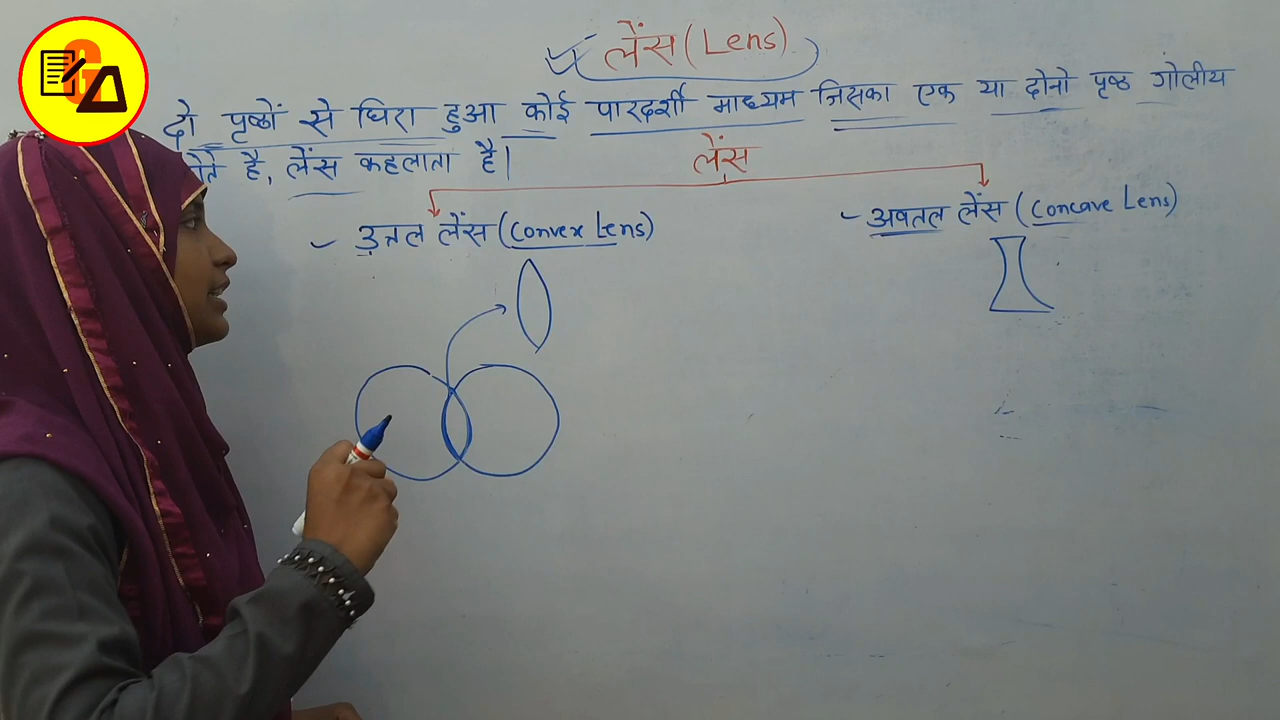 लेंस (Lens)
दो पृष्ठों से घिरा हुआ कोई पारदर्शी माध्यम जिसका एक या दोनो पृष्ठ गोलीय
है, लेंस कहलाता है।
लेंस
उत्तल लेंस (Convex Lens)
अवतल लेंस (Concave Lens)